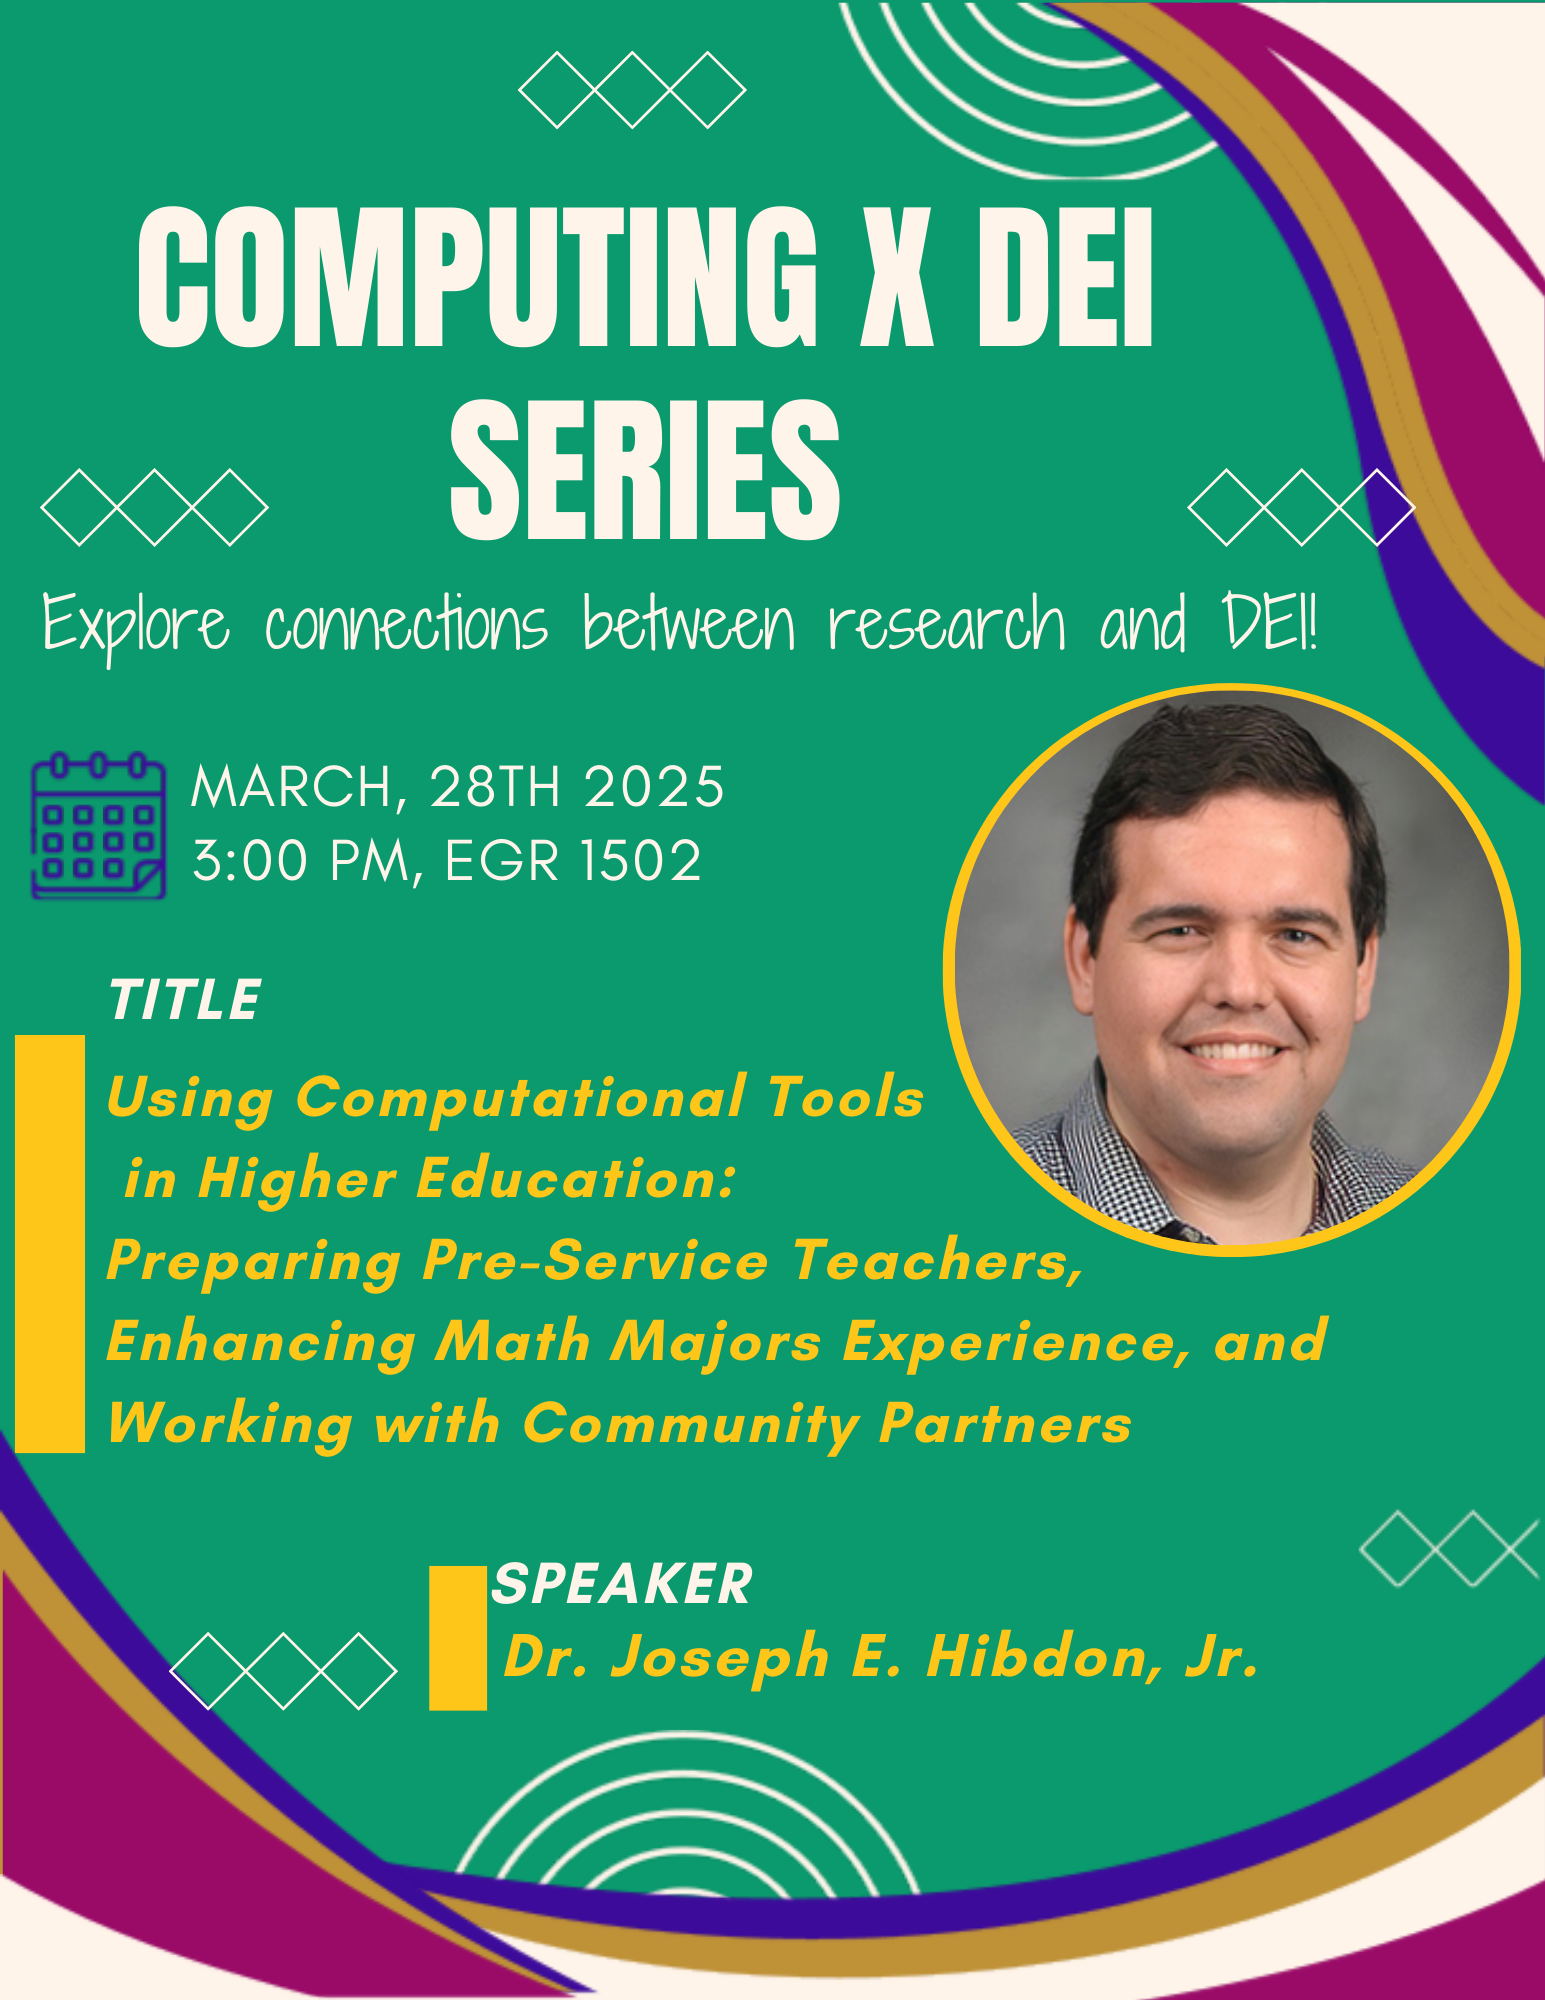 COMPUTING X DEI
SERIES
Explore connections between research and DEI!
MARCH, 28TH 2025
3:00 PM, EGR 1502
TITLE
Using Computational Tools
in Higher Education:
Preparing Pre-Service Teachers,
Enhancing Math Majors Experience, and
Working with Community Partners
SPEAKER
Dr. Joseph E. Hibdon, Jr.